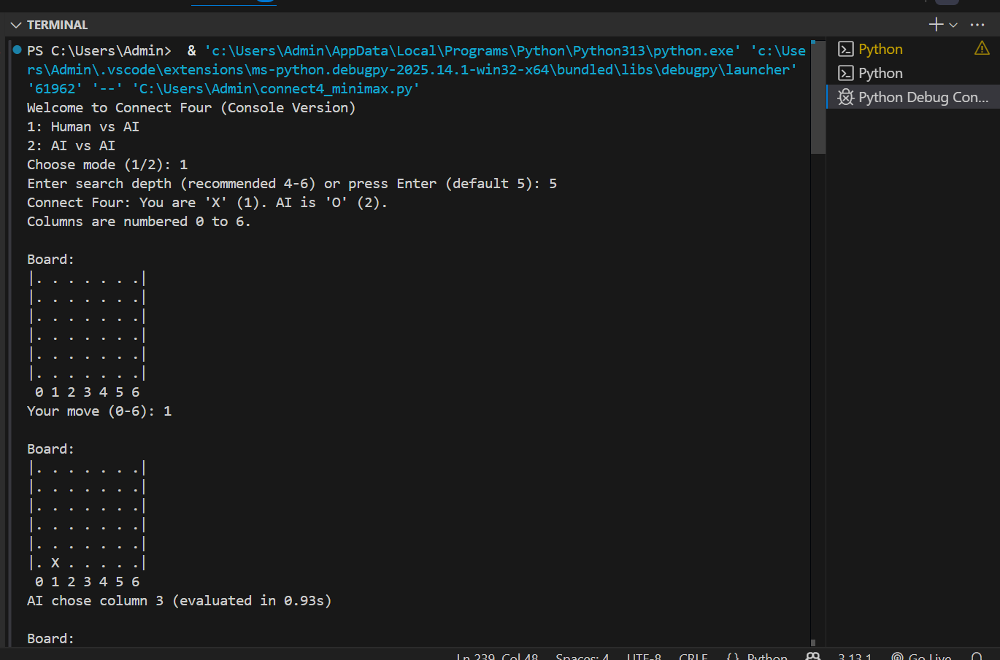 TERMINAL
PS C:\Users\Admin>  & 'c:\Users\Admin\AppData\Local\Programs\Python\Python313\python.exe' 'c:\Use
rs\Admin\.vscode\extensions\ms-python.debugpy-2025.14.1-win32-x64\bundled\libs\debugpy\launcher'
'61962' '--' 'C:\Users\Admin\connect4_minimax.py'
Welcome to Connect Four (Console Version)
1: Human vs AI
2: AI vs AI
Choose mode (1/2): 1
Enter search depth (recommended 4-6) or press Enter (default 5): 5
Connect Four: You are 'X' (1). AI is 'O' (2).
Columns are numbered 0 to 6.
Board:
|. . . . . . .|
|. . . . . . .|
|. . . . . . .|
|. . . . . . .|
|. . . . . . .|
|. . . . . . .|
 0 1 2 3 4 5 6
Your move (0-6): 1
Board:
|. . . . . . .|
|. . . . . . .|
|. . . . . . .|
|. . . . . . .|
|. . . . . . .|
|. X . . . . .|
 0 1 2 3 4 5 6
AI chose column 3 (evaluated in 0.93s)
Board:
Python
Python
Python Debug Con...
Ln 239, Col 48 Spaces: 4 UTF-8 CRLF {} Python 3.13.1 Go Live